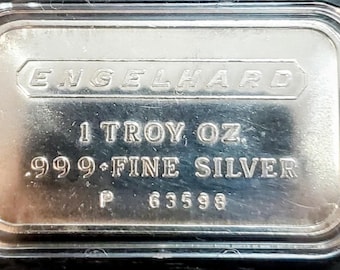 ENGELHARD
1 TROY OZ.
.999+FINE SILVER
P 63598